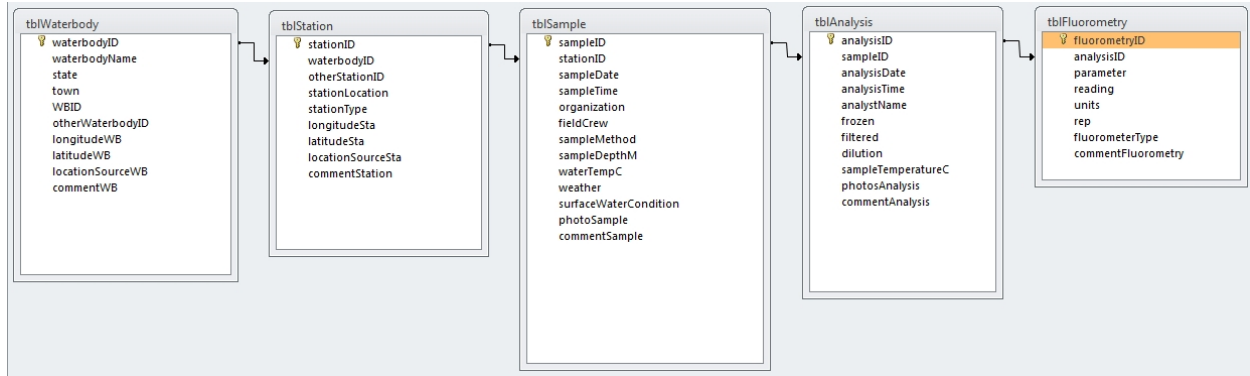 tblWaterbody
waterbodyID
waterbodyName
state
town
WBID
otherWaterbodyID
longitudeWB
latitudeWB
locationSourceWB
commentWB
tblStation
stationID
waterbodyID
otherStationID
stationLocation
stationType
longitudeSta
latitudeSta
locationSourceSta
commentStation
tblSample
sampleID
stationID
sampleDate
sampleTime
organization
fieldCrew
sampleMethod
sampleDepthM
waterTempC
weather
surfaceWaterCondition
photoSample
commentSample
tblAnalysis
analysisID
sampleID
analysisDate
analysisTime
analystName
frozen
filtered
dilution
sampleTemperatureC
photosAnalysis
commentAnalysis
tblFluorometry
fluorometryID
analysisID
parameter
reading
units
rep
fluorometerType
commentFluorometry